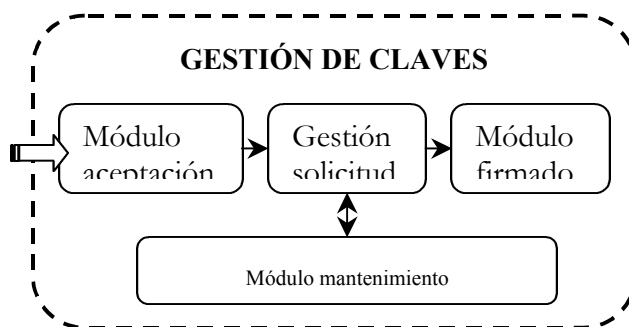 GESTIÓN DE CLAVES
Módulo
aceptación
Gestión
solicitud
Módulo
firmado
Módulo mantenimiento